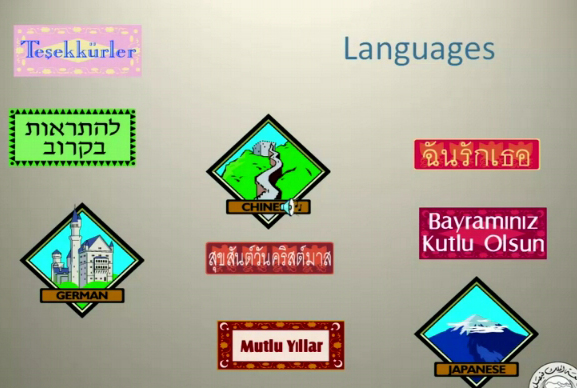 Languages
Teşekkürler
להתראות
בקרוב
CHINE
ฉันรักเธอ
Bayramınız
Kutlu Olsun
GERMAN
สุขสันต์วันคริสต์มาส
Mutlu Yıllar
JAPANESE